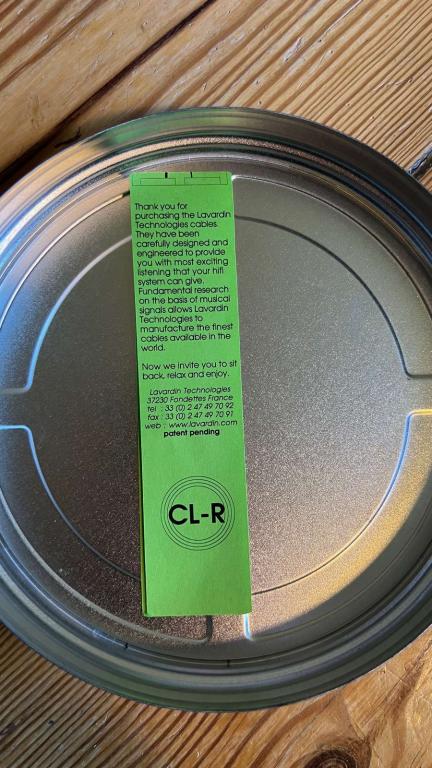 Thank you for
purchasing the Lavardin
Technologies cables.
They have been
carefully designed and
engineered to provide
you with most exciting
listening that your hifi
system can give.
Fundamental research
on the basis of musical
signals allows Lavardin
Technologies to
manufacture the finest
cables available in the
world.
Now we invite you to sit
back, relax and enjoy.
Lavardin Technologies
37230 Fondettes France
tel : 33 (0) 2 47 49 70 92
fax : 33 (0) 2 47 49 70 91
web : www.lavardin.com
patent pending
CL-R